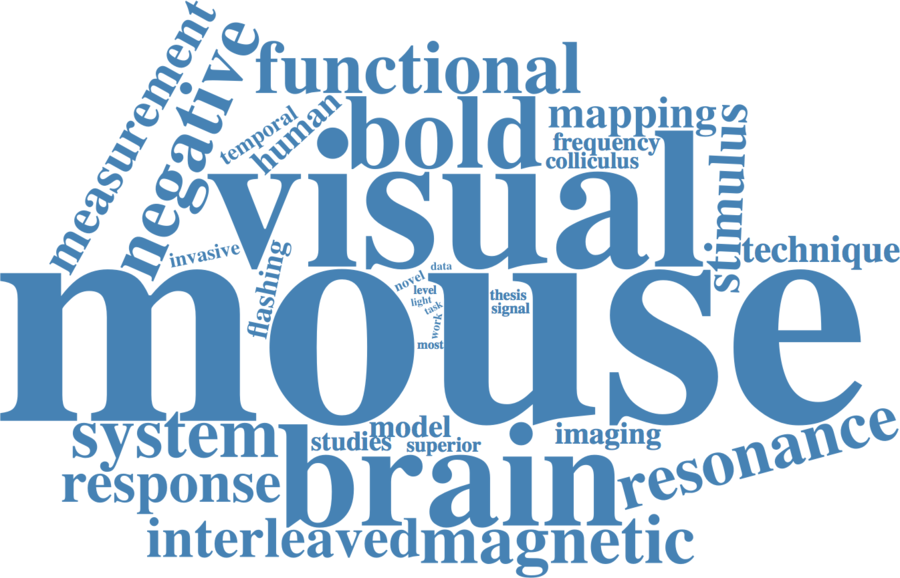 measurement
negative
functional
temporal
human
bold
mapping
frequency
colliculus
stimulus
visual
invasive
flashing
technique
mouse
data
novel
level
light
task
work
most
thesis
signal
system
studies
model
superior
imaging
response
brain
resonance
interleaved
magnetic